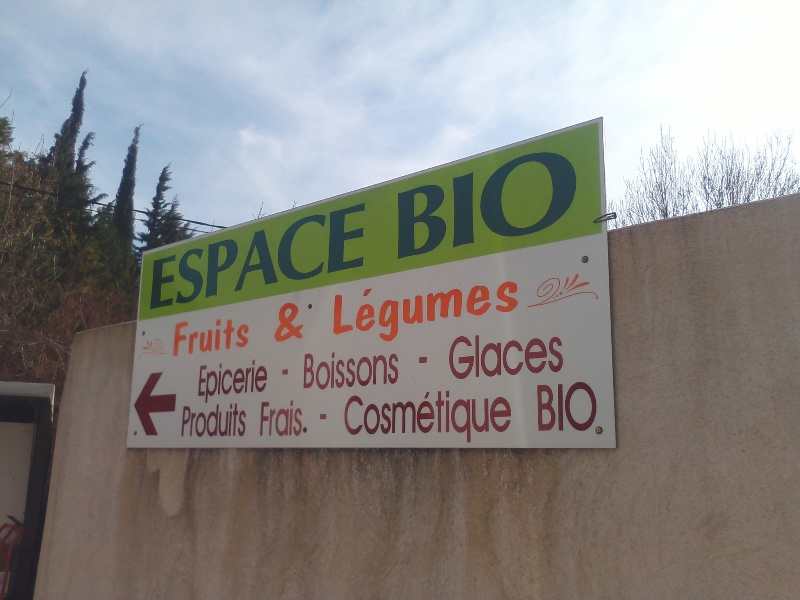 ESPACE BIO
Fruits & Légumes
Epicerie - Boissons - Glaces
Produits Frais. - Cosmétique BIO